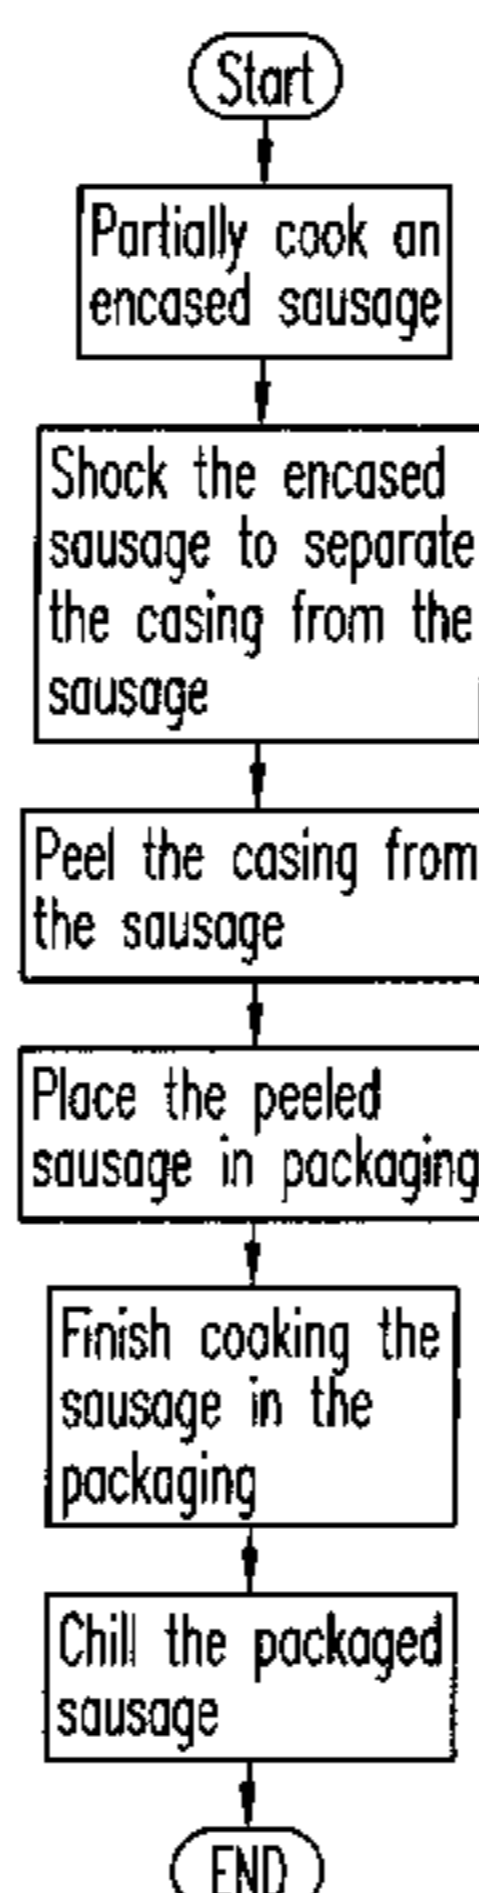 Start
Partially cook an
encased sausage
Shock the encased
sausage to separate
the casing from the
sausage
Peel the casing from
the sausage
Place the peeled
sausage in packaging
Finish cooking the
sausage in the
packaging
Chill the packaged
sausage
END